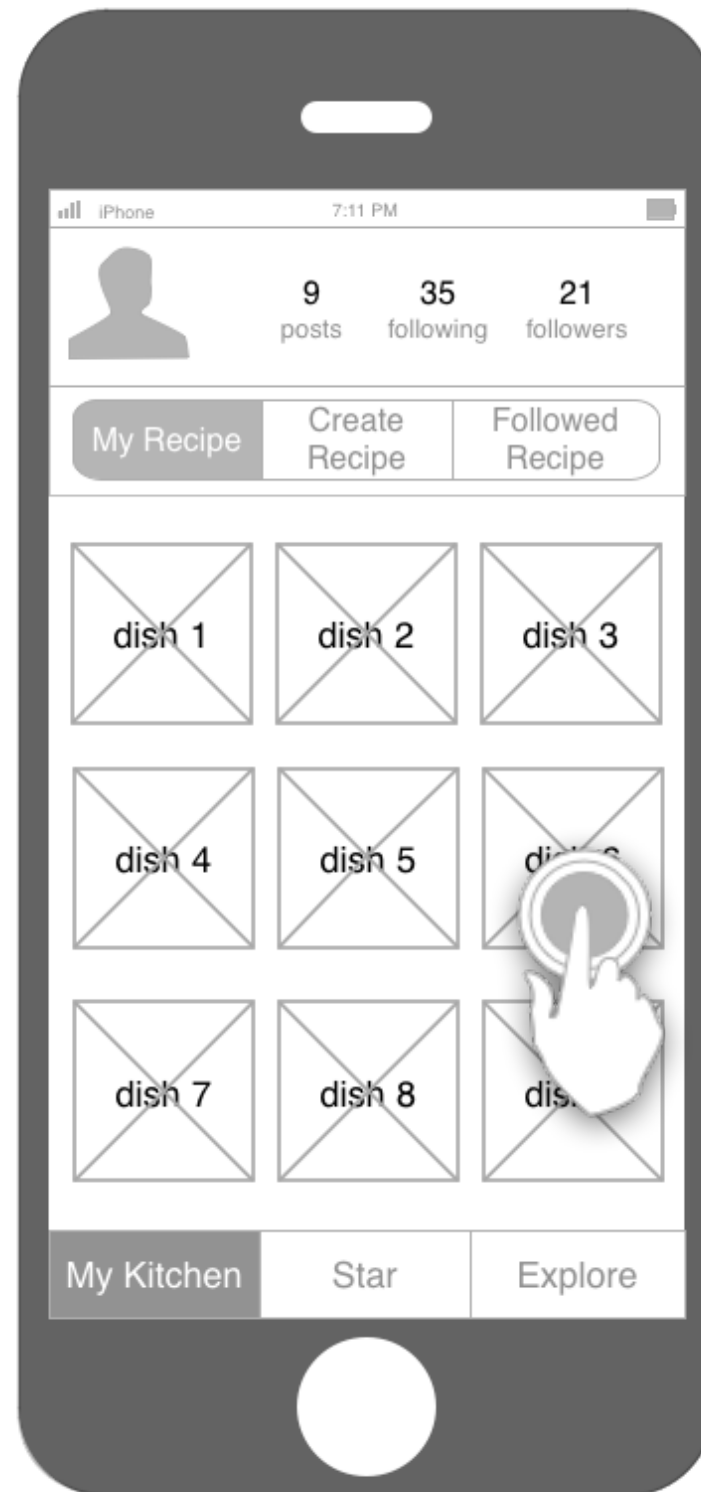 iPhone 7:11 PM
9 35 21
posts following followers
My Recipe
Create
Recipe
Followed
Recipe
dish 1 dish 2 dish 3
dish 4 dish 5
dish 7 dish 8
My Kitchen Star Explore